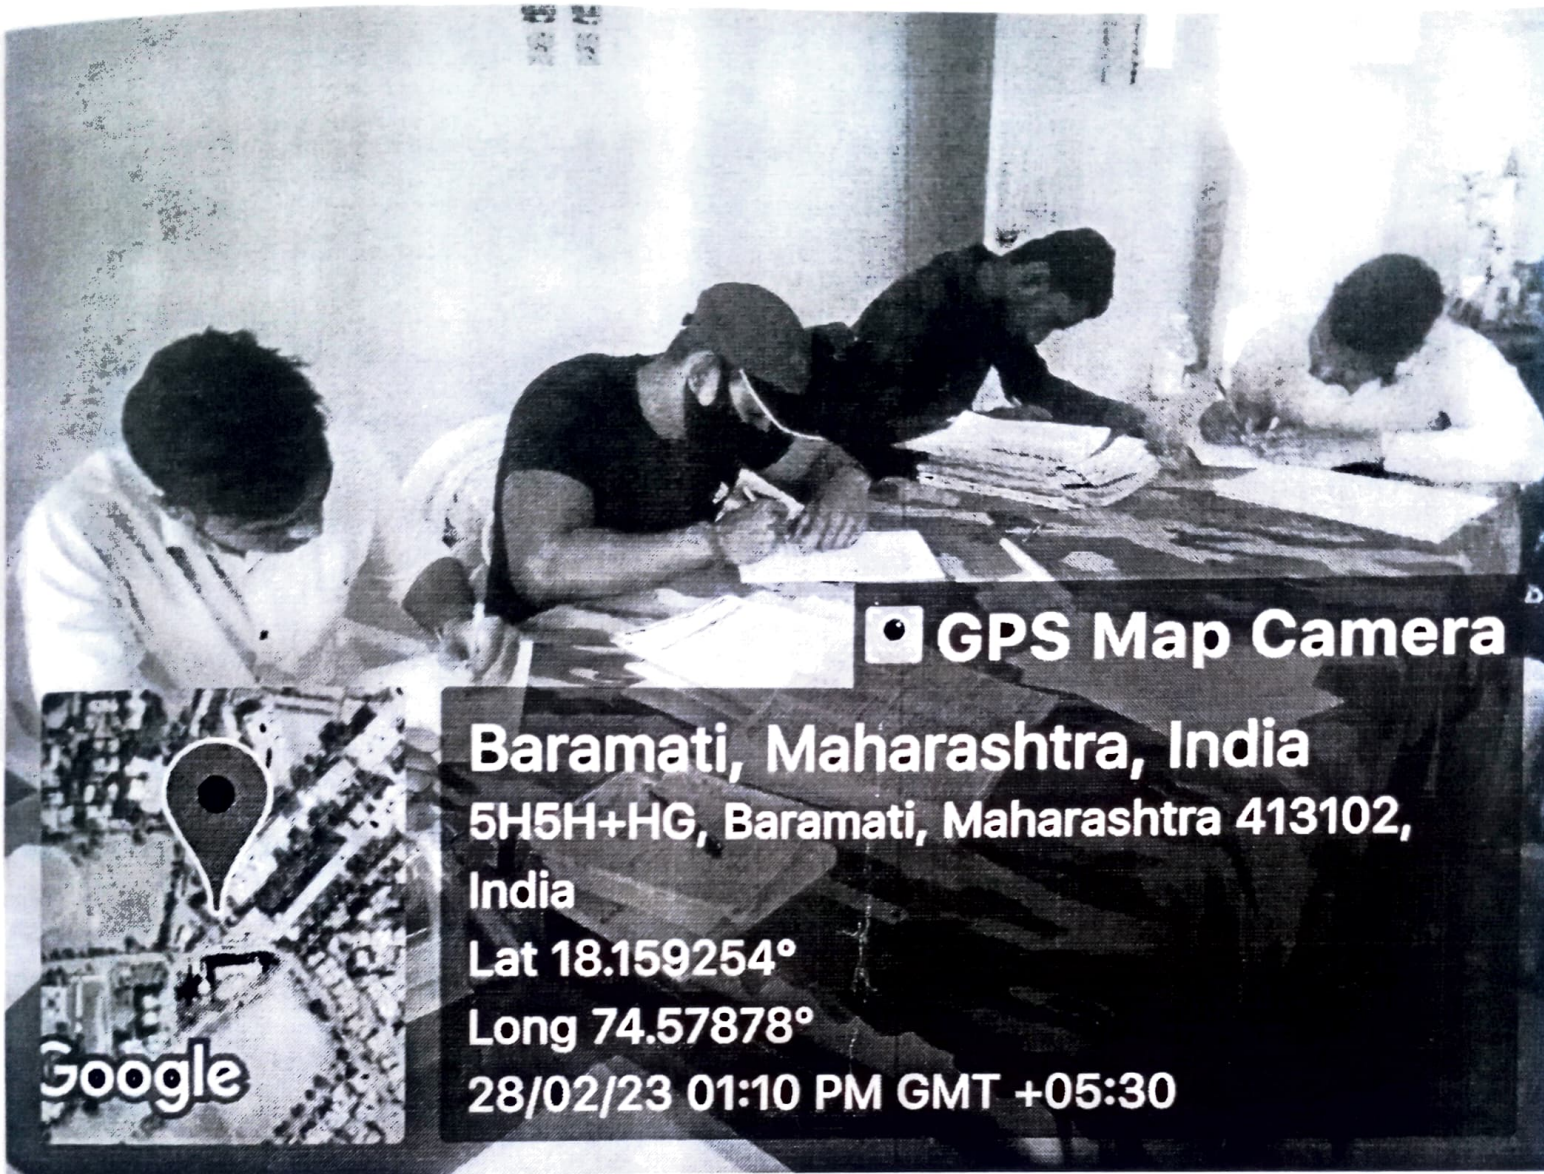 GPS Map Camera
Baramati, Maharashtra, India
5H5H+HG, Baramati, Maharashtra 413102,
India
Lat 18.159254°
Long 74.57878°
28/02/23 01:10 PM GMT +05:30
Google